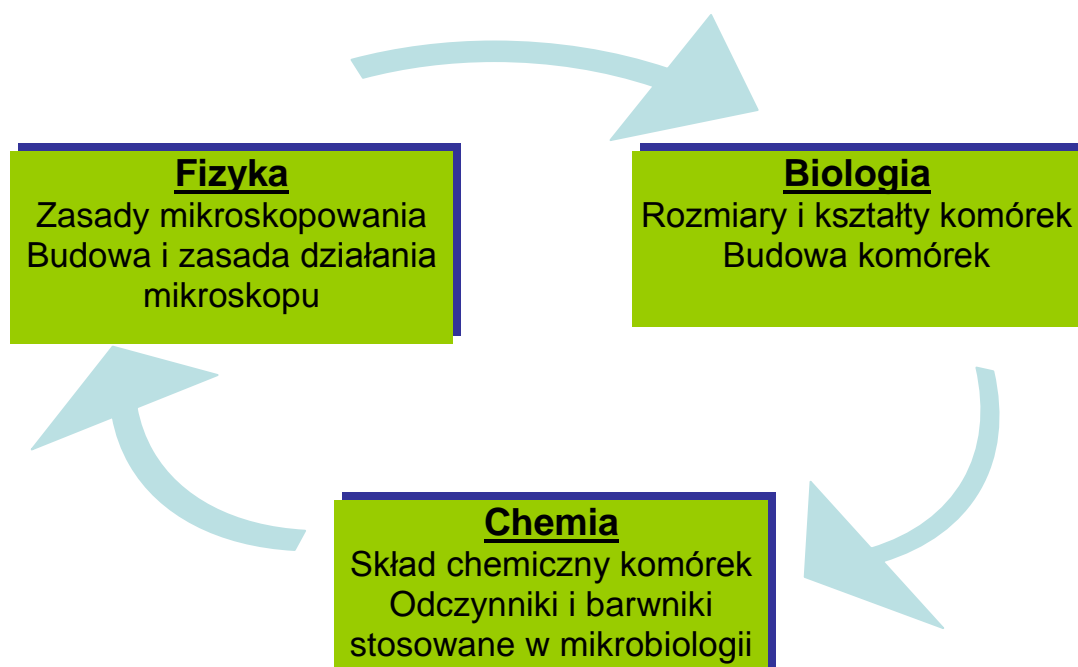 Fizyka
Zasady mikroskopowania
Budowa i zasada działania
mikroskopu
Biologia
Rozmiary i kształty komórek
Budowa komórek
Chemia
Skład chemiczny komórek
Odczynniki i barwniki
stosowane w mikrobiologii